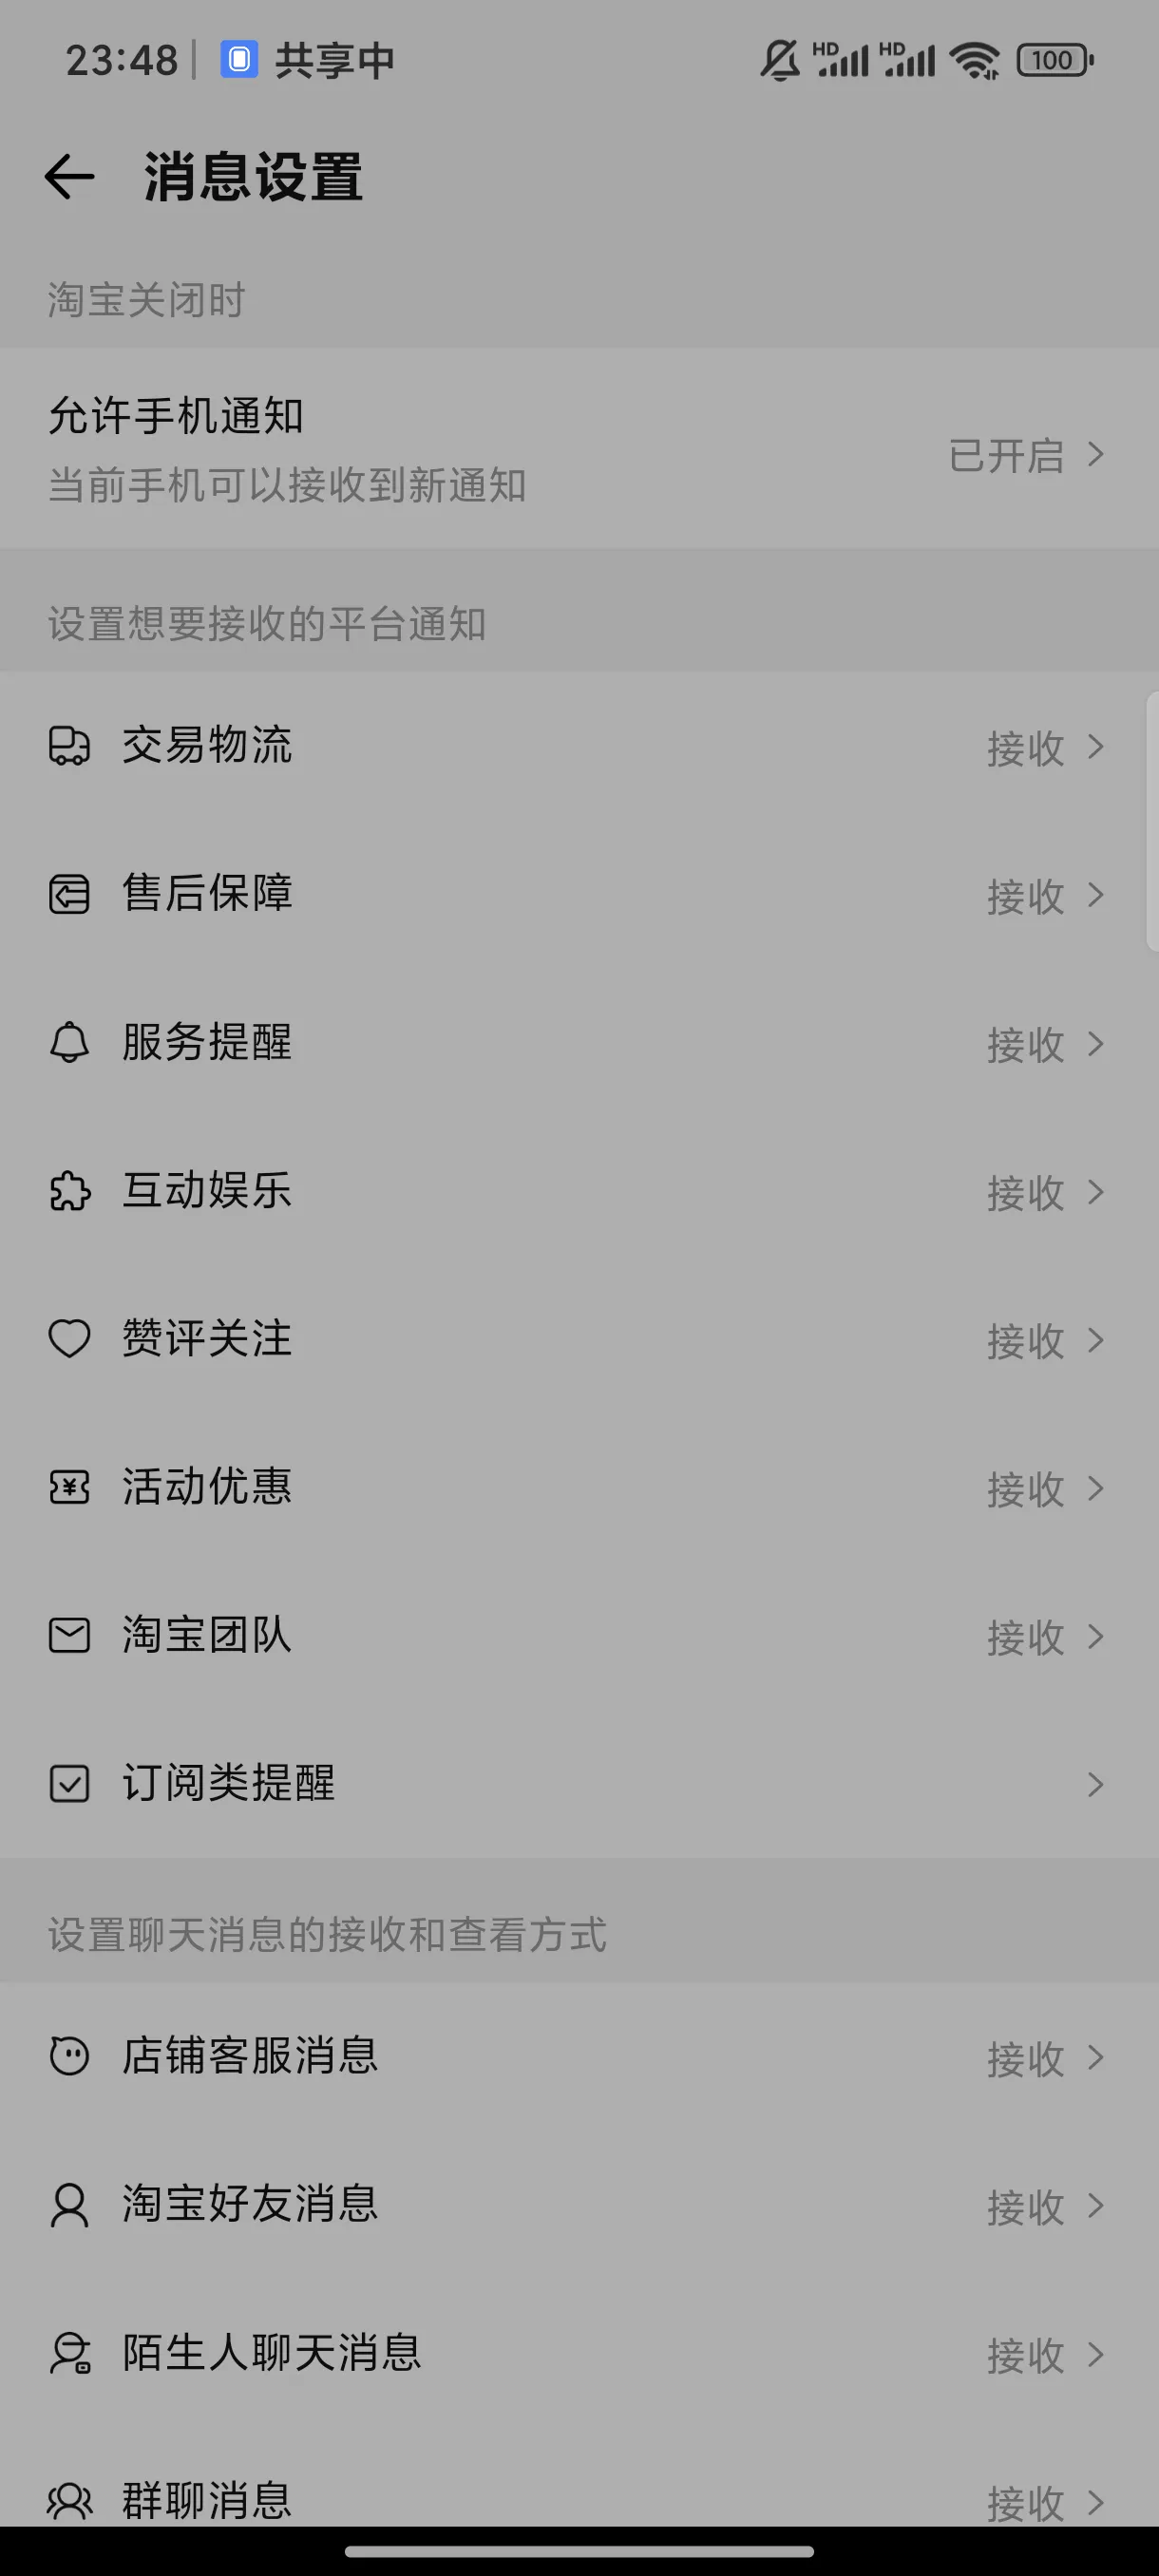 23:48 共享中 HD HD 100
消息设置
淘宝关闭时
允许手机通知
当前手机可以接收到新通知
已开启
设置想要接收的平台通知
交易物流 接收
售后保障 接收
服务提醒 接收
互动娱乐 接收
赞评关注 接收
活动优惠 接收
淘宝团队 接收
订阅类提醒
设置聊天消息的接收和查看方式
店铺客服消息 接收
淘宝好友消息 接收
陌生人聊天消息 接收
群聊消息 接收